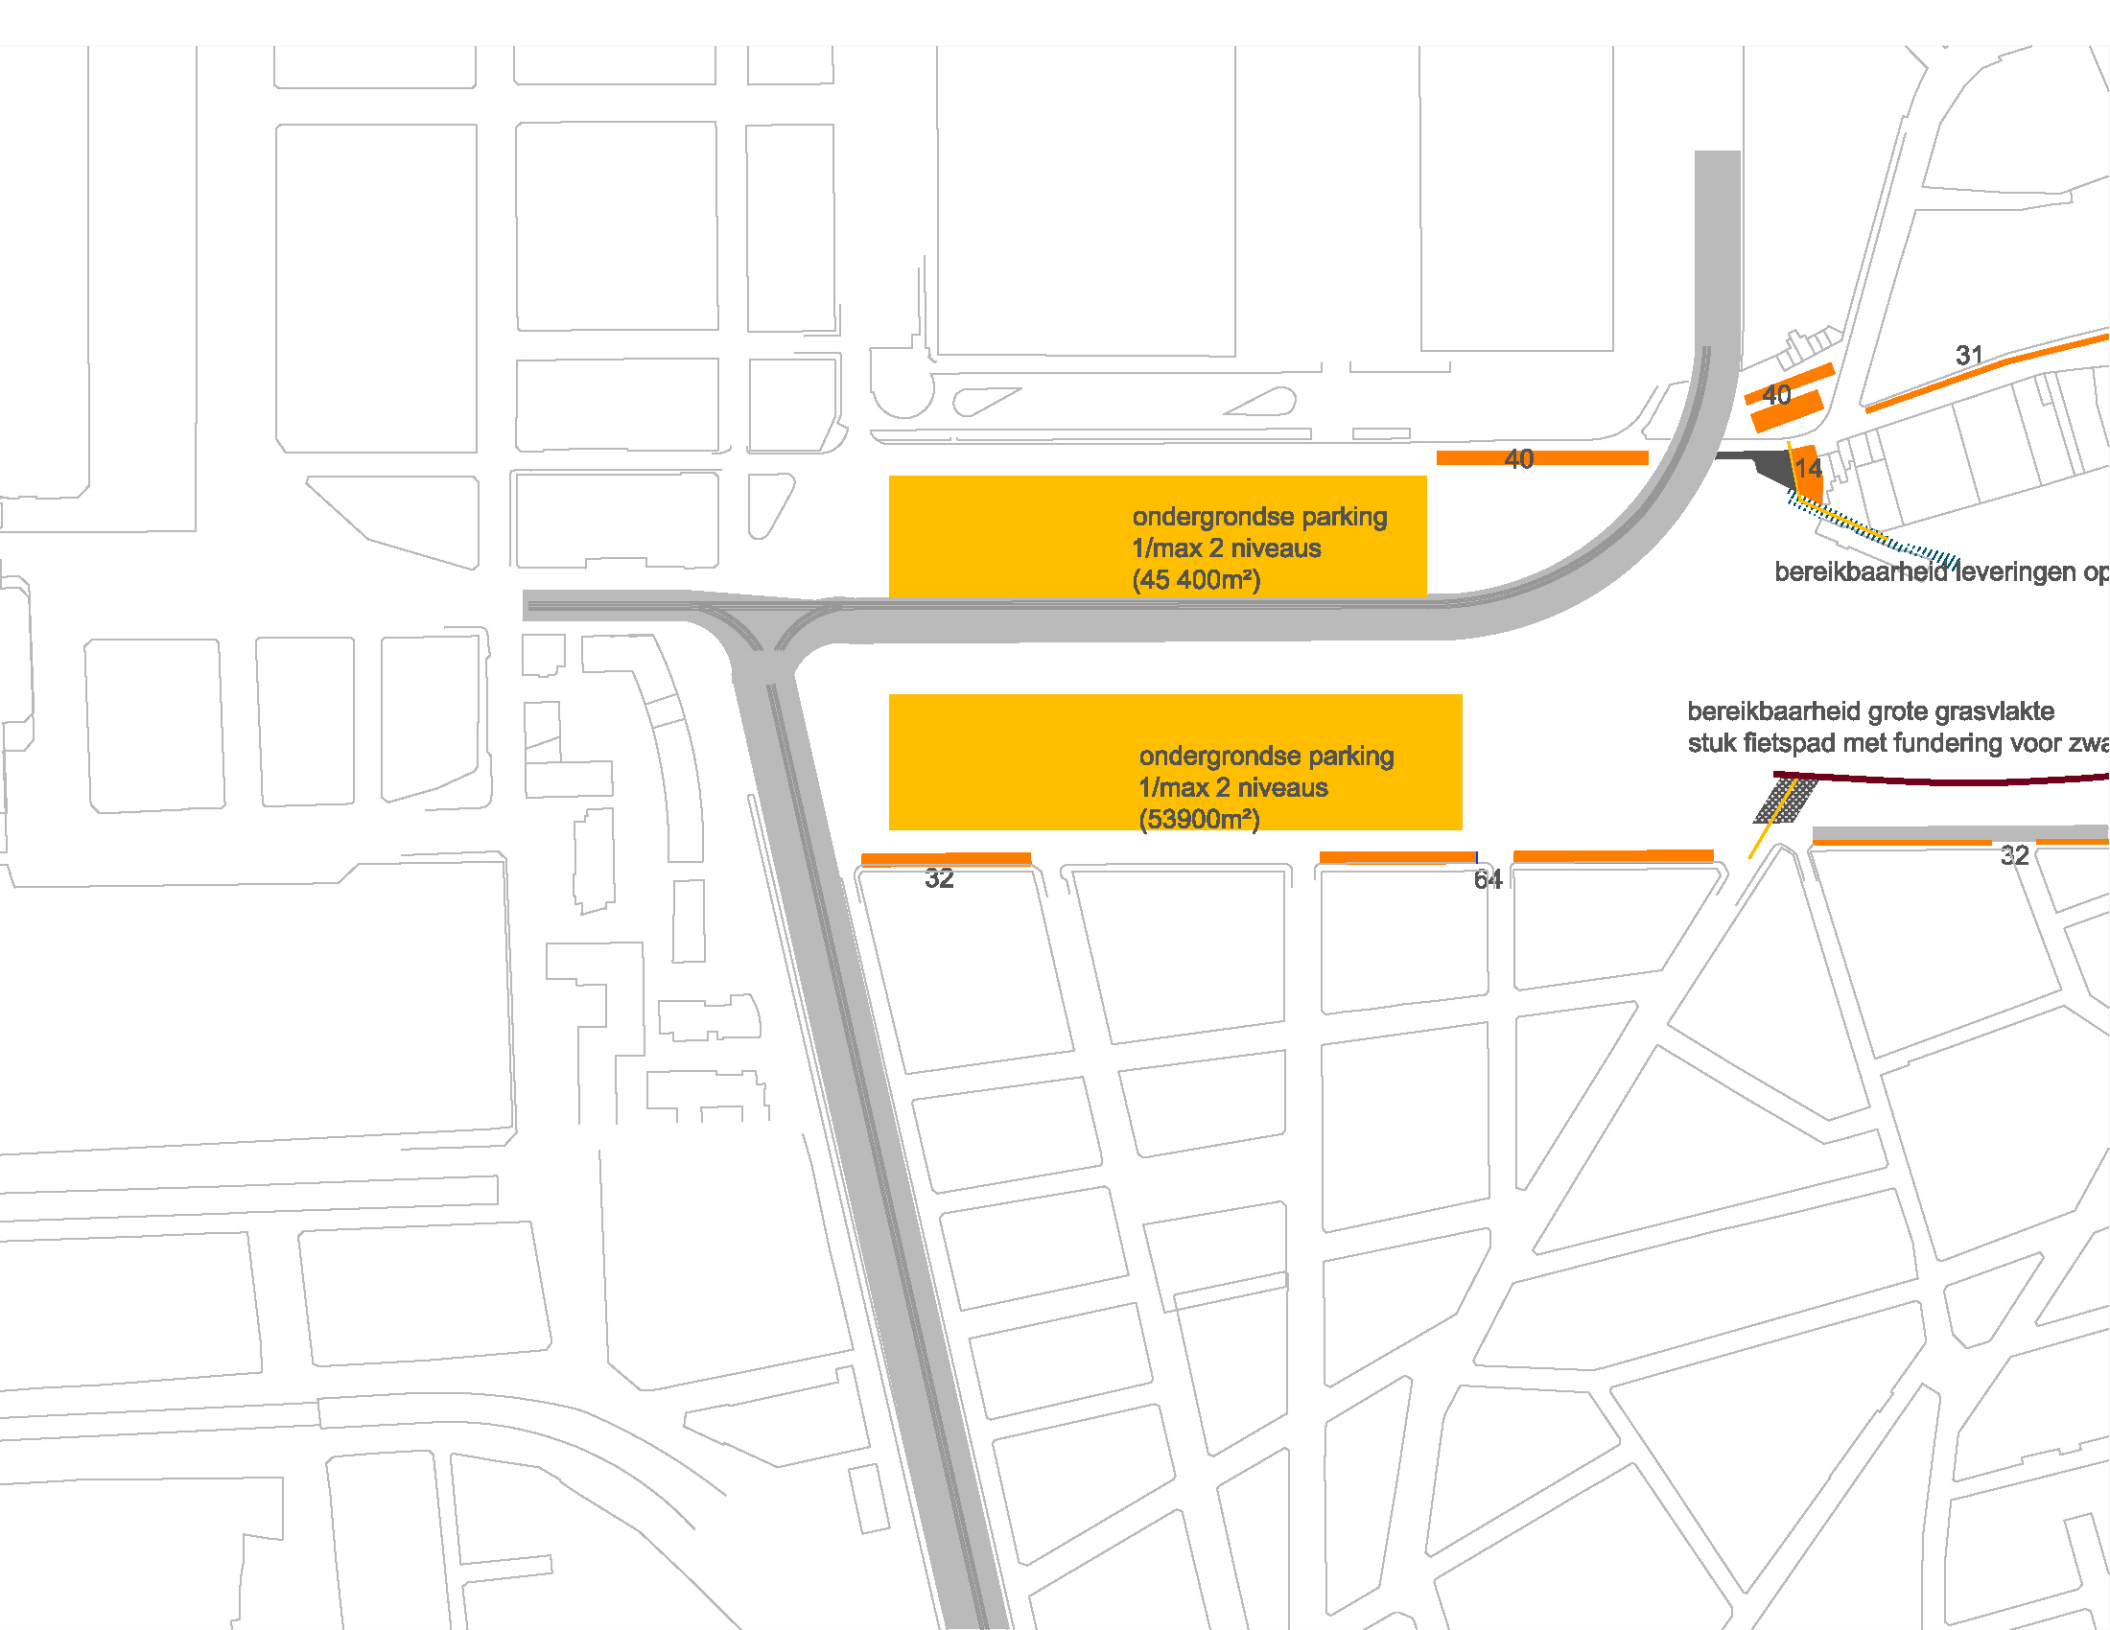 31
40
40
14
ondergrondse parking
1/max 2 niveaus
(45 400m²)
bereikbaarheid leveringen op
bereikbaarheid grote grasvlakte
stuk fietspad met fundering voor zwa
ondergrondse parking
1/max 2 niveaus
(53900m²)
32
64
32